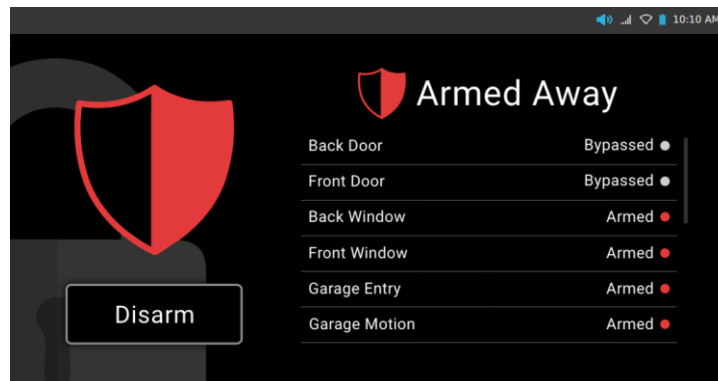 10:10 AM
Armed Away
Back Door Bypassed
Front Door Bypassed
Back Window Armed
Front Window Armed
Garage Entry Armed
Garage Motion Armed
Disarm